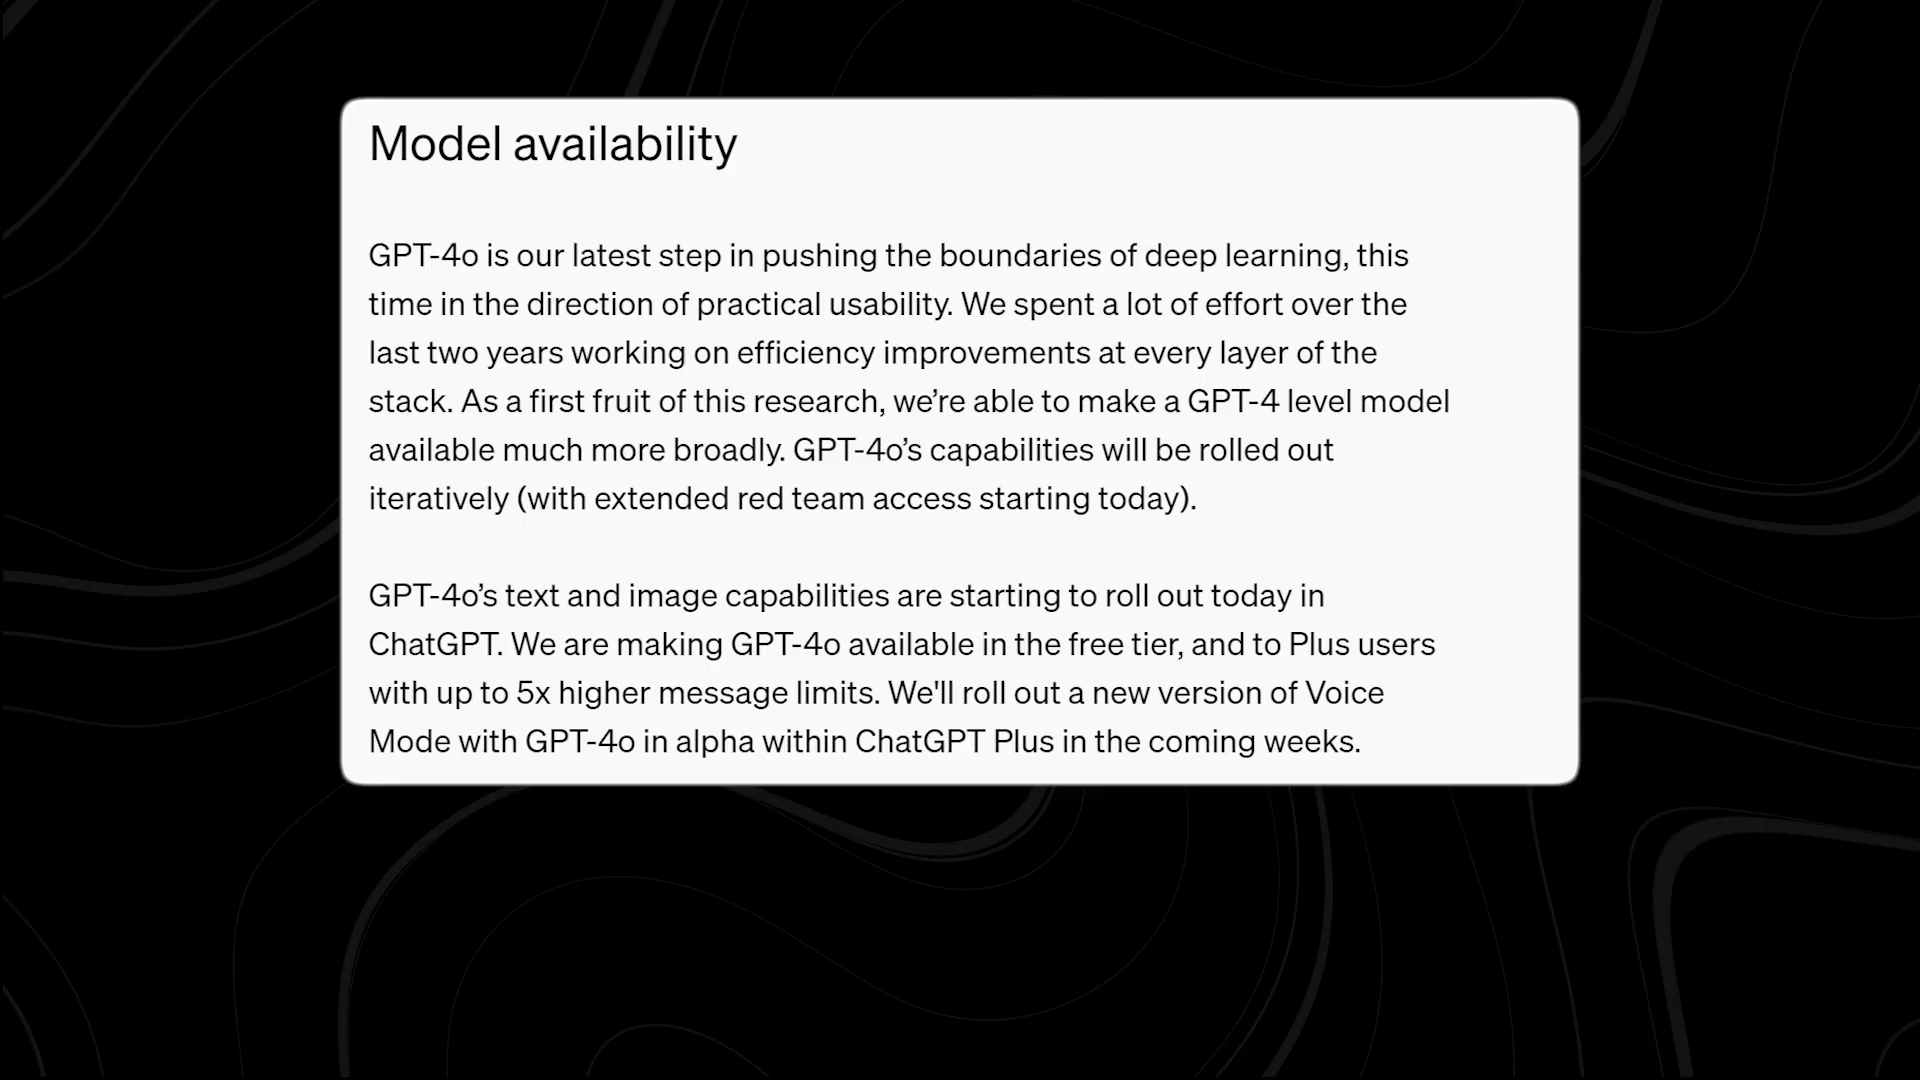 Model availability
GPT-4o is our latest step in pushing the boundaries of deep learning, this
time in the direction of practical usability. We spent a lot of effort over the
last two years working on efficiency improvements at every layer of the
stack. As a first fruit of this research, we’re able to make a GPT-4 level model
available much more broadly. GPT-4o’s capabilities will be rolled out
iteratively (with extended red team access starting today).
GPT-4o’s text and image capabilities are starting to roll out today in
ChatGPT. We are making GPT-4o available in the free tier, and to Plus users
with up to 5x higher message limits. We'll roll out a new version of Voice
Mode with GPT-4o in alpha within ChatGPT Plus in the coming weeks.